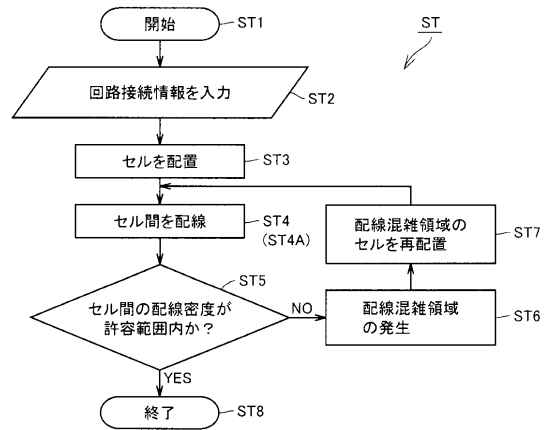 開始
ST1
ST
回路接続情報を入力
ST2
セルを配置
ST3
セル間を配線
ST4
(ST4A)
配線混雑領域の
セルを再配置
ST7
セル間の配線密度が
許容範囲内か？
ST5
NO
配線混雑領域
の発生
ST6
YES
終了
ST8